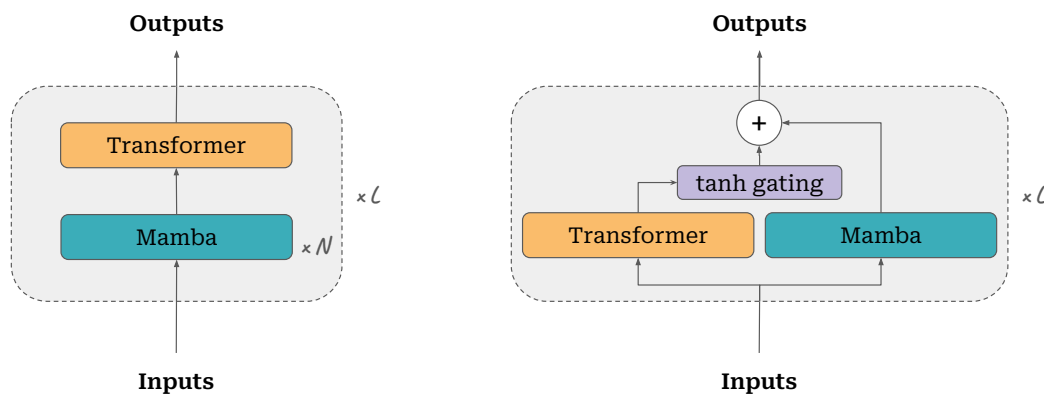 Outputs
Transformer
Mamba
× N
× L
Inputs
Outputs
+
tanh gating
Transformer
Mamba
×
Inputs